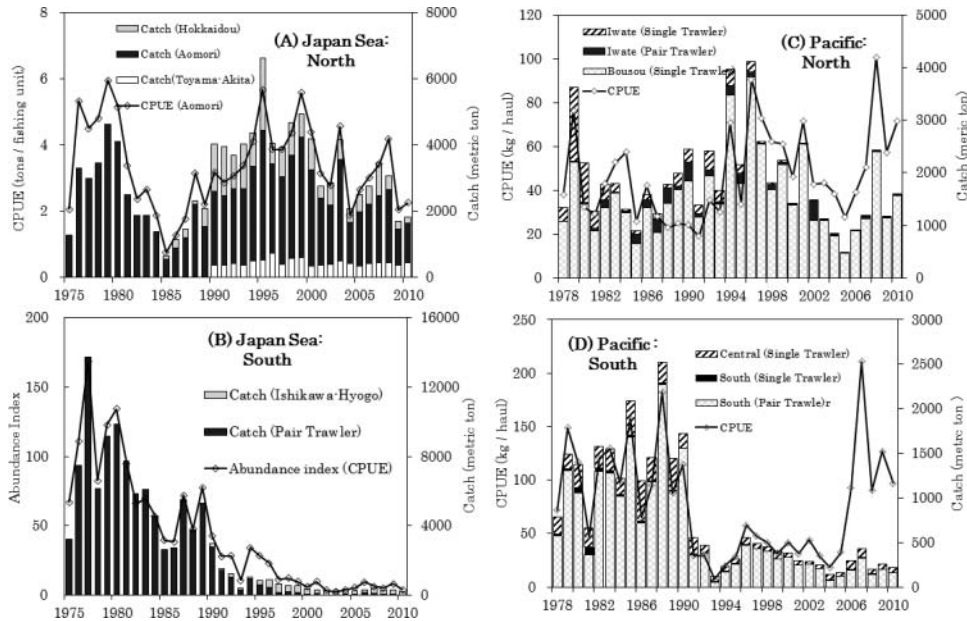 (A) Japan Sea:
North
Catch (Hokkaidou)
Catch (Aomori)
Catch(Toyama-Akita)
CPUE (Aomori)
CPUE (tons / fishing unit)
Catch (metric ton)
8
6
4
2
0
8000
6000
4000
2000
0
1975 1980 1985 1990 1995 2000 2005 2010
(C) Pacific:
North
Iwate (Single Trawler)
Iwate (Pair Trawler)
Bousou (Single Trawler)
CPUE
CPUE (kg / haul)
Catch (metric ton)
120
100
80
60
40
20
0
5000
4000
3000
2000
1000
0
1978 1982 1986 1990 1994 1998 2002 2006 2010
(B) Japan Sea:
South
Catch (Ishikawa-Hyogo)
Catch (Pair Trawler)
Abundance index (CPUE)
Abundance Index
Catch (metric ton)
200
150
100
50
0
16000
12000
8000
4000
0
1975 1980 1985 1990 1995 2000 2005 2010
(D) Pacific :
South
Central (Single Trawler)
South (Single Trawler)
South (Pair Trawle)r
CPUE
CPUE (kg / haul)
Catch (metric ton )
250
200
150
100
50
0
3000
2500
2000
1500
1000
500
0
1978 1982 1986 1990 1994 1998 2002 2006 2010